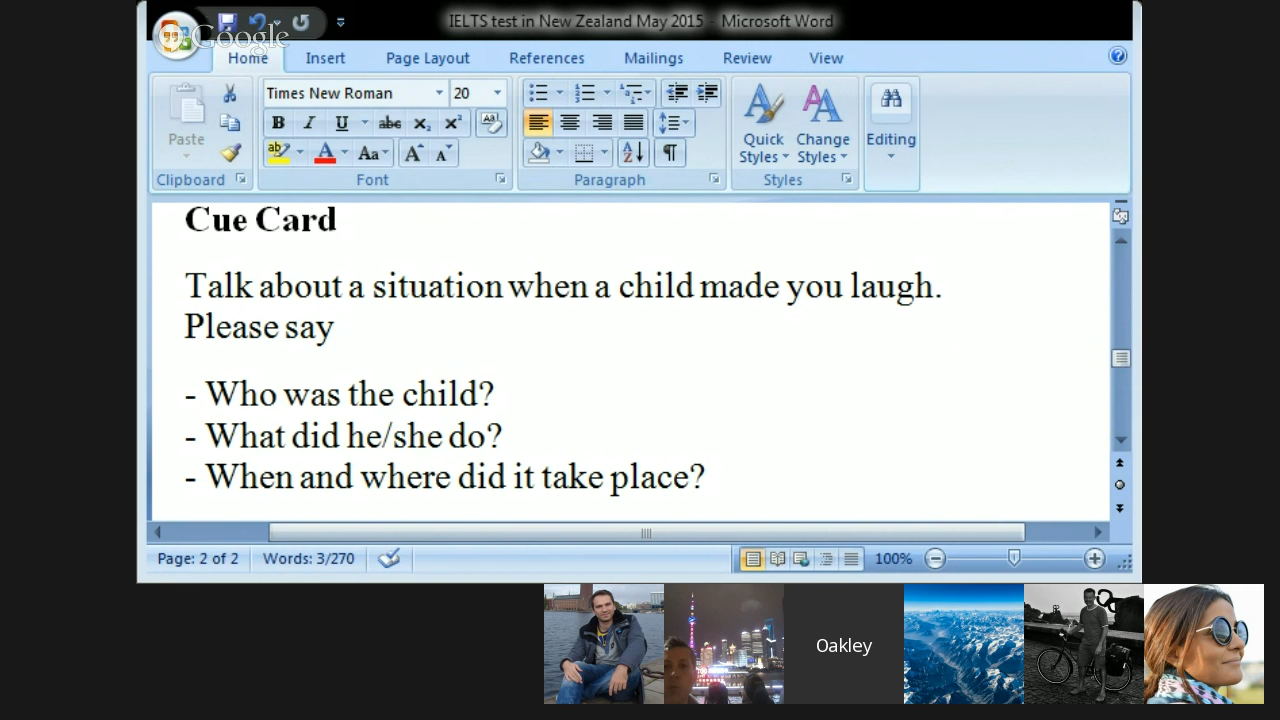 IELTS test in New Zealand May 2015 - Microsoft Word
Google
Home Insert Page Layout References Mailings Review View
Times New Roman 20
Paste
Quick Styles
Change Styles
Editing
Clipboard Font Paragraph Styles
Cue Card
Talk about a situation when a child made you laugh.
Please say
- Who was the child?
- What did he/she do?
- When and where did it take place?
Page: 2 of 2 Words: 3/270 100%
Oakley